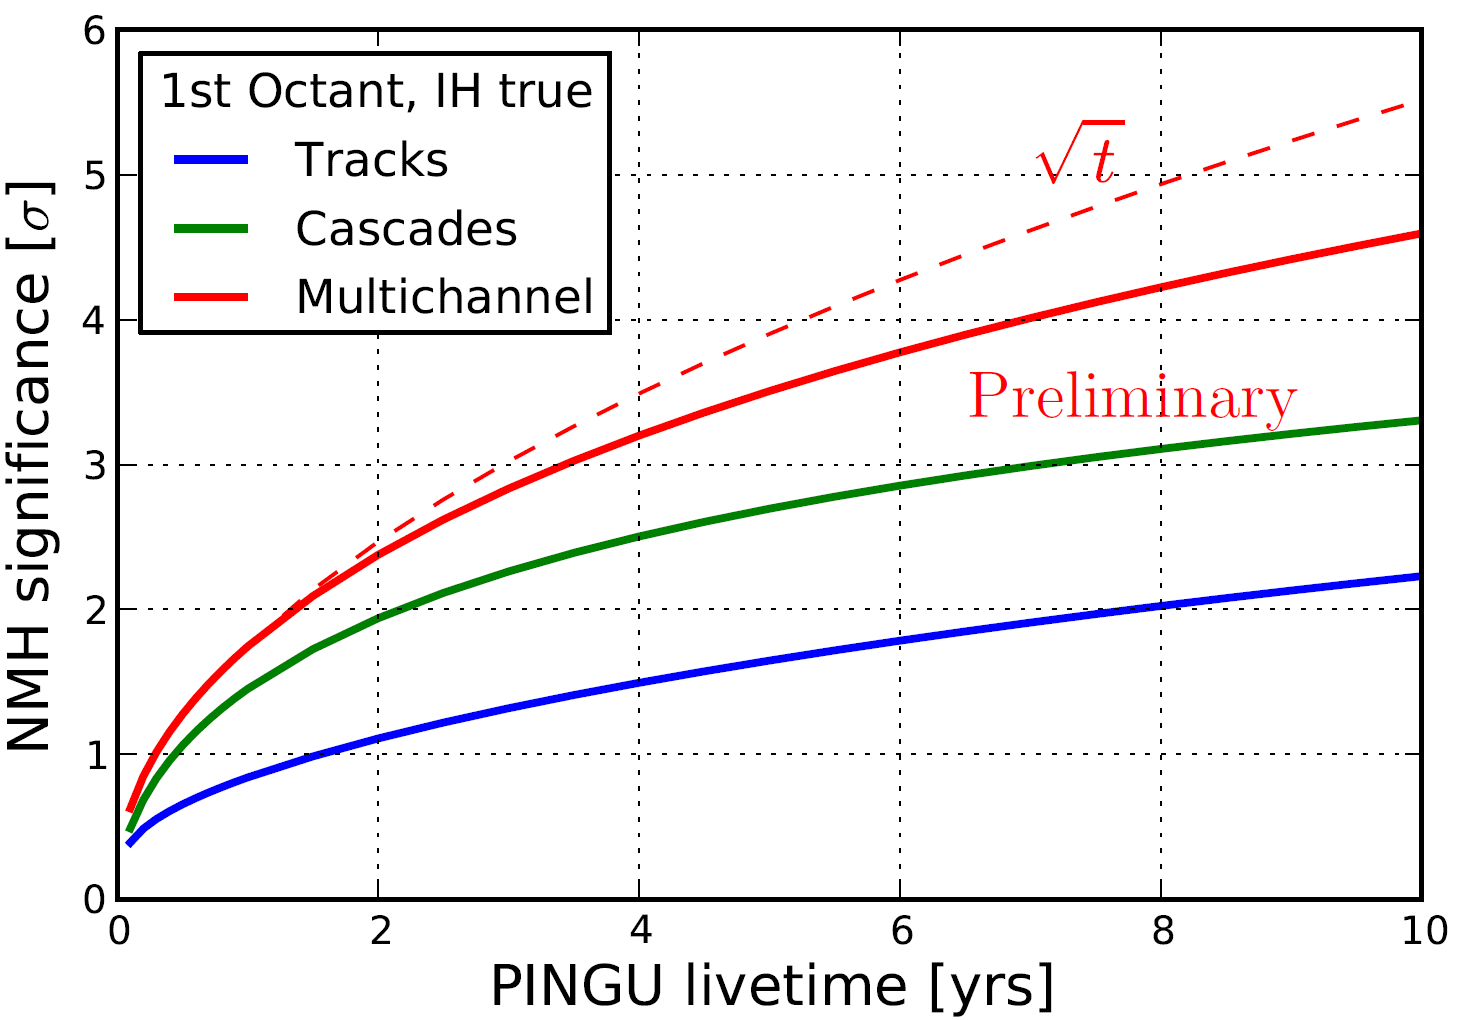 6
5
4
3
2
1
0
NMH significance [σ]
1st Octant, IH true
Tracks
Cascades
Multichannel
√t
Preliminary
0 2 4 6 8 10
PINGU livetime [yrs]